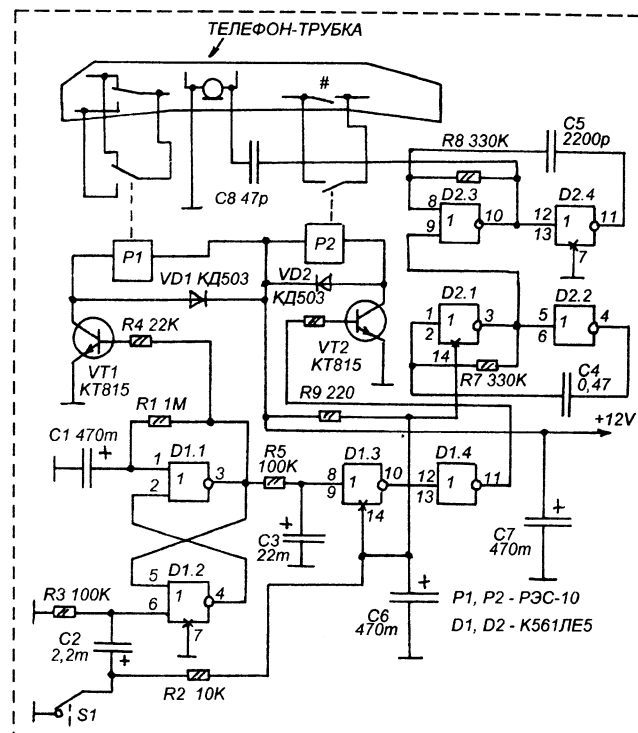 ТЕЛЕФОН-ТРУБКА
#
C8 47р
R8 330K
C5
2200р
D2.3
D2.4
8
9
1
10
12
13
1
11
7
P1
P2
VD1 КД503
VD2
КД503
R4 22K
VT1
КТ815
VT2
КТ815
R9 220
D2.1
D2.2
1
2
14
1
3
5
6
1
4
R7 330K
C4
0,47
+12V
R1 1M
C1 470m
+
D1.1
1
2
1
3
R5
100K
D1.3
D1.4
8
9
1
10
14
12
13
1
11
+
C3
22m
+
C7
470m
D1.2
5
6
1
4
7
R3 100K
C2
2,2m
+
R2 10K
S1
+
C6
470m
P1, P2 - РЭС-10
D1, D2 - К561ЛЕ5